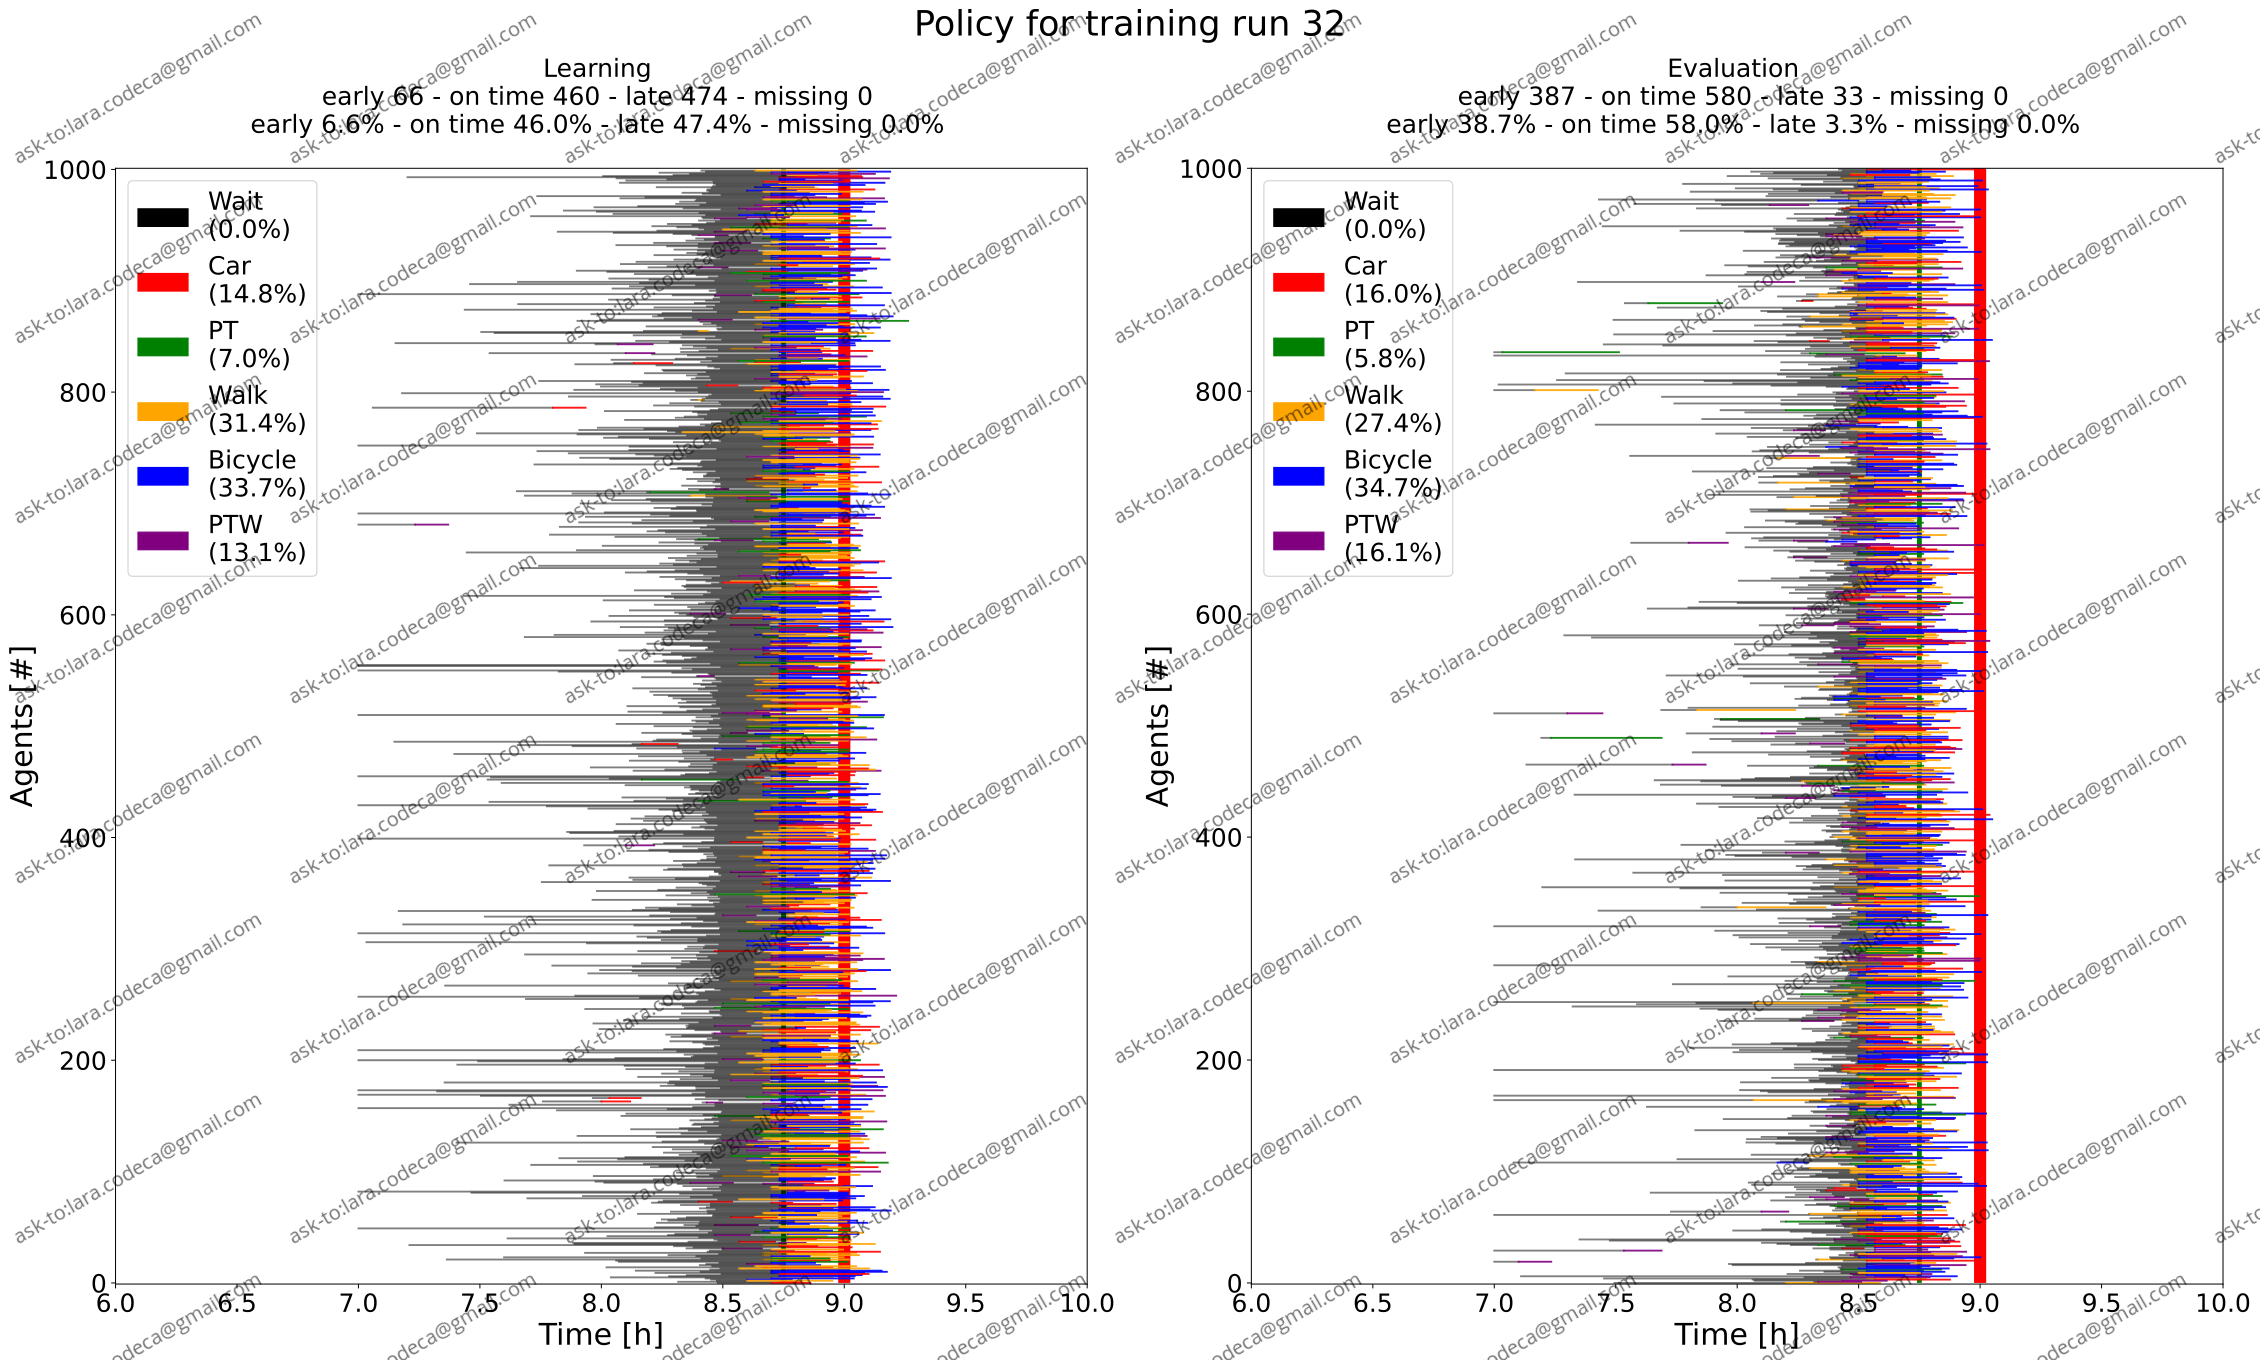 Policy for training run 32
Learning
early 66 - on time 460 - late 474 - missing 0
early 6.6% - on time 46.0% - late 47.4% - missing 0.0%
Agents [#]
1000
800
600
400
200
0
Wait
(0.0%)
Car
(14.8%)
PT
(7.0%)
Walk
(31.4%)
Bicycle
(33.7%)
PTW
(13.1%)
6.0 6.5 7.0 7.5 8.0 8.5 9.0 9.5 10.0
Time [h]
Evaluation
early 387 - on time 580 - late 33 - missing 0
early 38.7% - on time 58.0% - late 3.3% - missing 0.0%
Agents [#]
1000
800
600
400
200
0
Wait
(0.0%)
Car
(16.0%)
PT
(5.8%)
Walk
(27.4%)
Bicycle
(34.7%)
PTW
(16.1%)
6.0 6.5 7.0 7.5 8.0 8.5 9.0 9.5 10.0
Time [h]
ask-to:lara.codeca@gmail.com